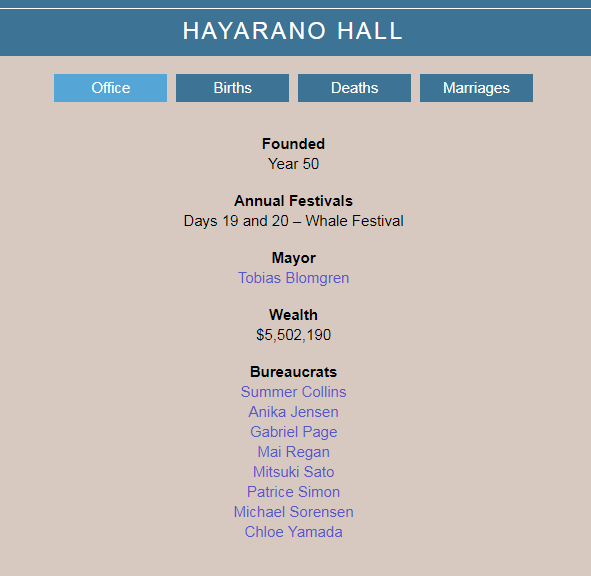 HAYARANO HALL
Office Births Deaths Marriages
Founded
Year 50
Annual Festivals
Days 19 and 20 – Whale Festival
Mayor
Tobias Blomgren
Wealth
$5,502,190
Bureaucrats
Summer Collins
Anika Jensen
Gabriel Page
Mai Regan
Mitsuki Sato
Patrice Simon
Michael Sorensen
Chloe Yamada